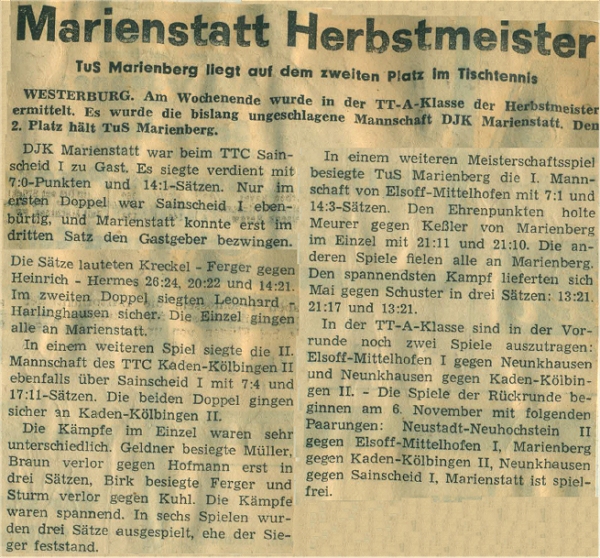 Marienstatt Herbstmeister
TuS Marienberg liegt auf dem zweiten Platz im Tischtennis
WESTERBURG. Am Wochenende wurde in der TT-A-Klasse der Herbstmeister
ermittelt. Es wurde die bislang ungeschlagene Mannschaft DJK Marienstatt. Den
2. Platz hält TuS Marienberg.
DJK Marienstatt war beim TTC Sain-
scheid I zu Gast. Es siegte verdient mit
7:0-Punkten und 14:1-Sätzen. Nur im
ersten Doppel war Sainscheid I eben-
bürtig, und Marienstatt konnte erst im
dritten Satz den Gastgeber bezwingen.
Die Sätze lauteten Kreckel - Ferger gegen
Heinrich - Hermes 26:24, 20:22 und 14:21.
Im zweiten Doppel siegten Leonhard -
Harlinghausen sicher. Die Einzel gingen
alle an Marienstatt.
In einem weiteren Spiel siegte die II.
Mannschaft des TTC Kaden-Kölbingen II
ebenfalls über Sainscheid I mit 7:4 und
17:11-Sätzen. Die beiden Doppel gingen
sicher an Kaden-Kölbingen II.
Die Kämpfe im Einzel waren sehr
unterschiedlich. Geldner besiegte Müller,
Braun verlor gegen Hofmann erst in
drei Sätzen, Birk besiegte Ferger und
Sturm verlor gegen Kuhl. Die Kämpfe
waren spannend. In sechs Spielen wur-
den drei Sätze ausgespielt, ehe der Sie-
ger feststand.
In einem weiteren Meisterschaftsspiel
besiegte TuS Marienberg die I. Mann-
schaft von Elsoff-Mittelhofen mit 7:1 und
14:3-Sätzen. Den Ehrenpunkten holte
Meurer gegen Keßler von Marienberg
im Einzel mit 21:11 und 21:10. Die an-
deren Spiele fielen alle an Marienberg.
Den spannendsten Kampf lieferten sich
Mai gegen Schuster in drei Sätzen: 13:21.
21:17 und 13:21.
In der TT-A-Klasse sind in der Vor-
runde noch zwei Spiele auszutragen:
Elsoff-Mittelhofen I gegen Neunkhausen
und Neunkhausen gegen Kaden-Kölbin-
gen II. - Die Spiele der Rückrunde be-
ginnen am 6. November mit folgenden
Paarungen: Neustadt-Neuhochstein II
gegen Elsoff-Mittelhofen I, Marienberg
gegen Kaden-Kölbingen II, Neunkhausen
gegen Sainscheid I, Marienstatt ist spiel-
frei.